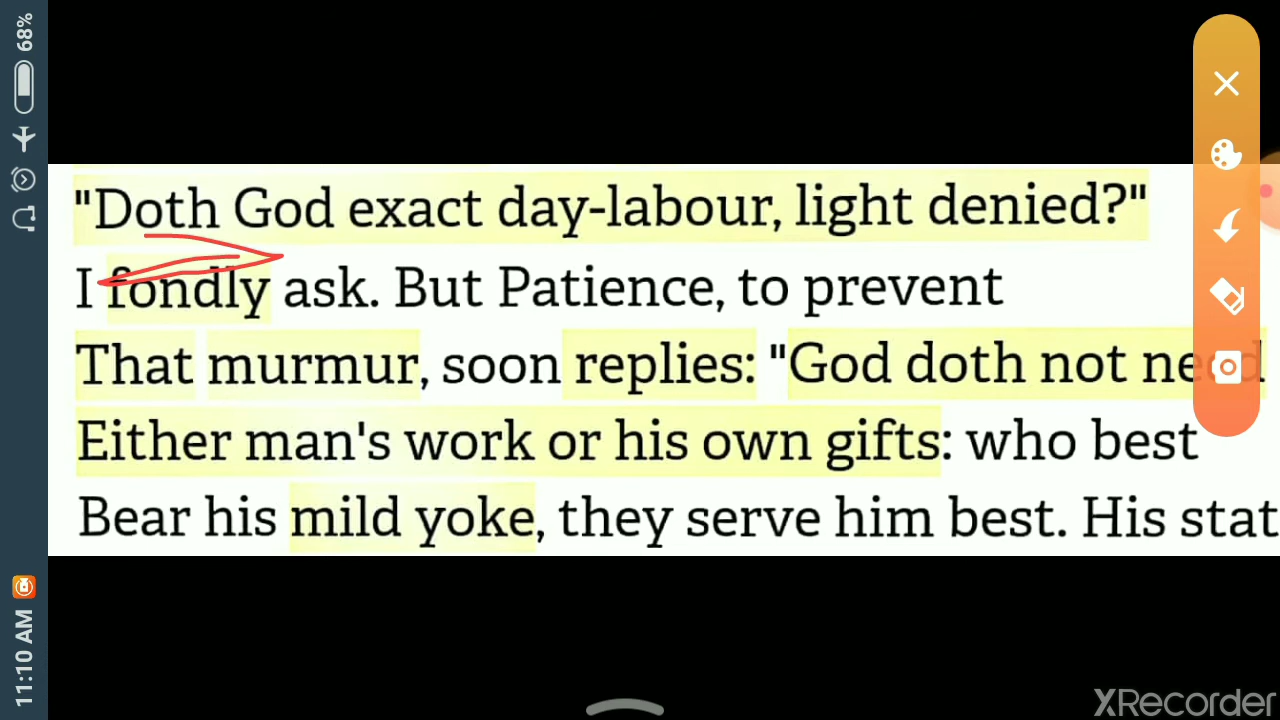 68%
"Doth God exact day-labour, light denied?"
I fondly ask. But Patience, to prevent
That murmur, soon replies: "God doth not need
Either man's work or his own gifts: who best
Bear his mild yoke, they serve him best. His stat
11:10 AM
XRecorder